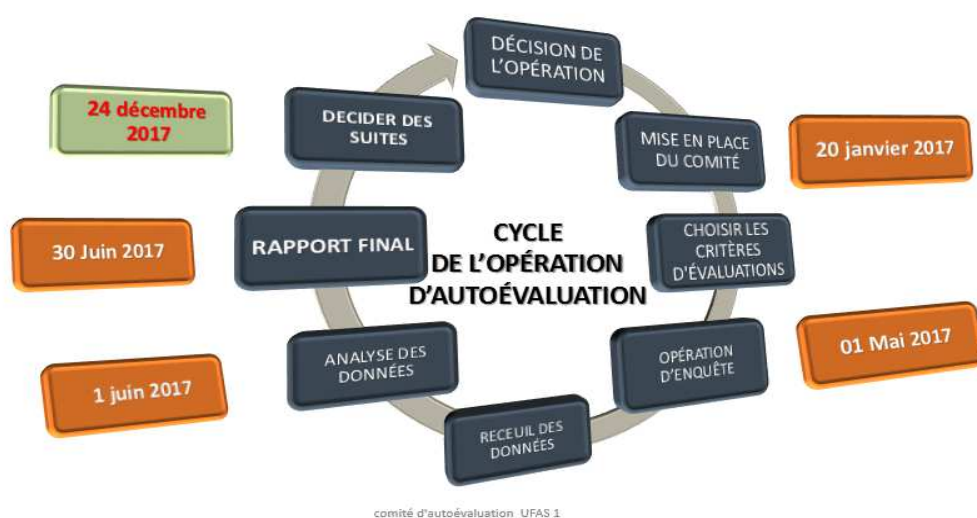 DÉCISION DE
L'OPÉRATION
MISE EN PLACE
DU COMITÉ
20 janvier 2017
CHOISIR LES
CRITÈRES
D'ÉVALUATIONS
OPÉRATION
D'ENQUÊTE
01 Mai 2017
RECEUIL DES
DONNÉES
ANALYSE DES
DONNÉES
1 juin 2017
RAPPORT FINAL
30 Juin 2017
DECIDER DES
SUITES
24 décembre
2017
CYCLE
DE L'OPÉRATION
D'AUTOÉVALUATION
comité d'autoévaluation UFAS 1